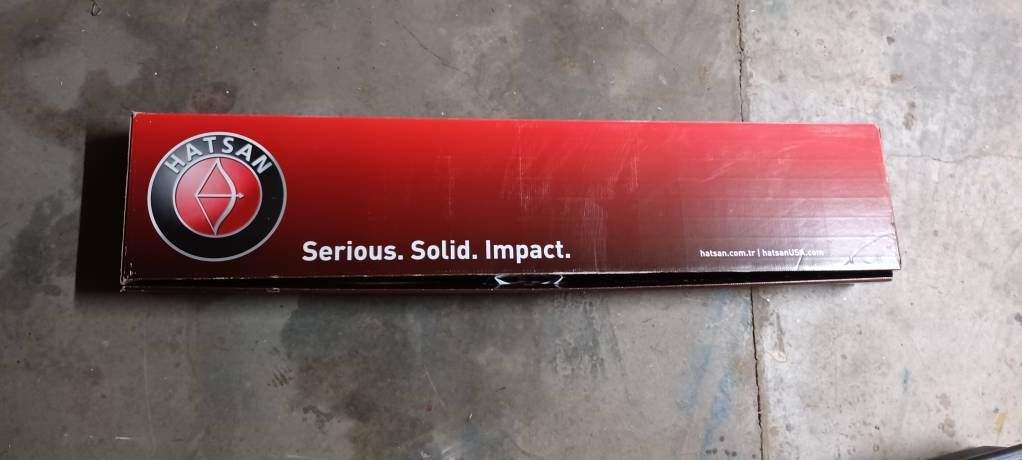 HATSAN
Serious. Solid. Impact.
hatsan.com.tr | hatsanUSA.com